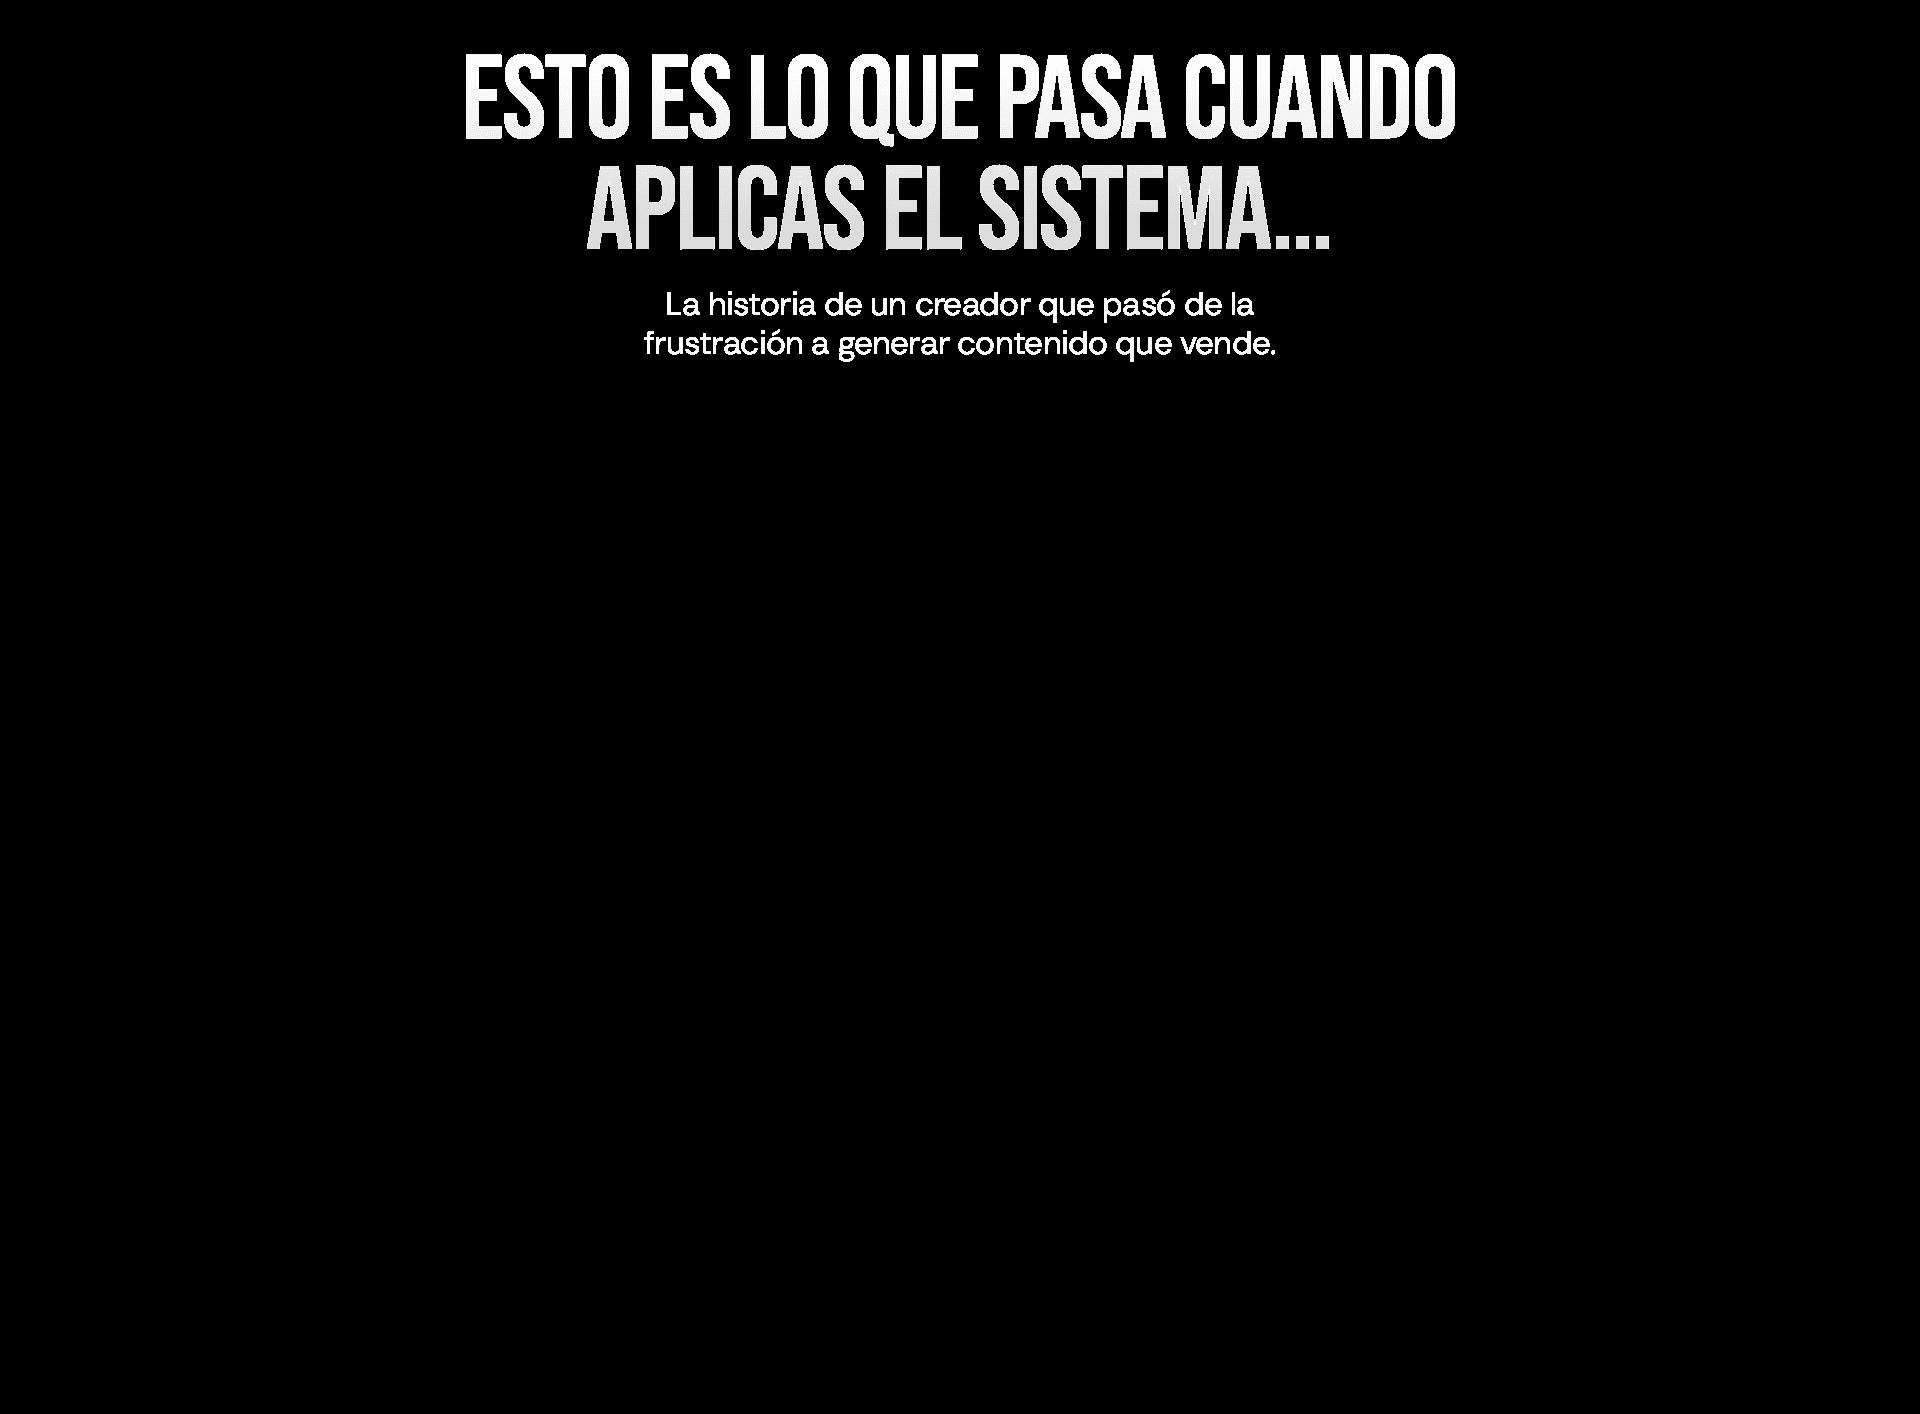 ESTO ES LO QUE PASA CUANDO
APLICAS EL SISTEMA...
La historia de un creador que pasó de la
frustración a generar contenido que vende.